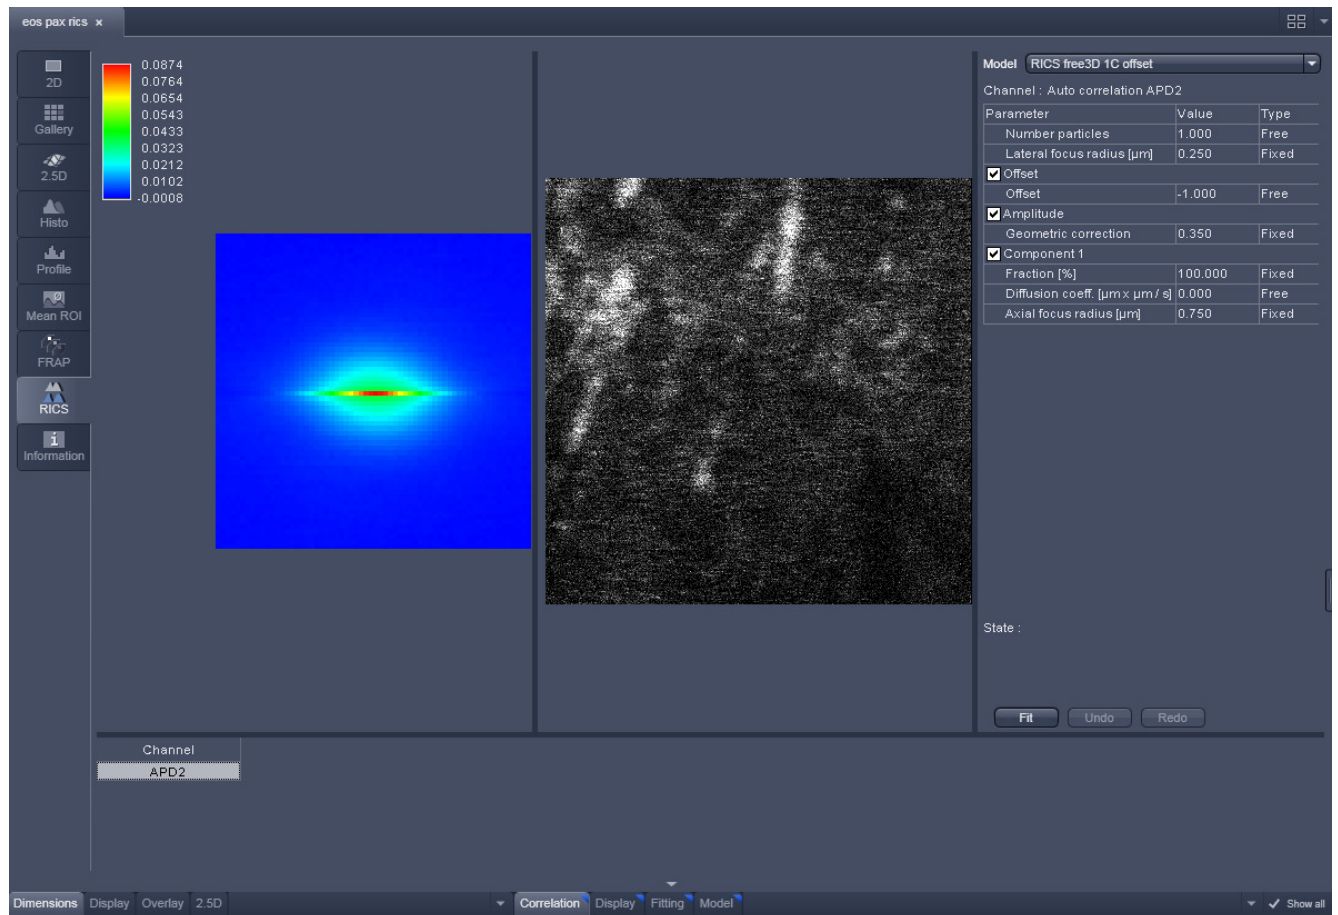 eos pax rics ×
2D
Gallery
2.5D
Histo
Profile
Mean ROI
FRAP
RICS
Information
0.0874
0.0764
0.0654
0.0543
0.0433
0.0323
0.0212
0.0102
-0.0008
Model RICS free3D 1C offset
Channel : Auto correlation APD2
Parameter Value Type
Number particles 1.000 Free
Lateral focus radius [µm] 0.250 Fixed
Offset
Offset -1.000 Free
Amplitude
Geometric correction 0.350 Fixed
Component 1
Fraction [%] 100.000 Fixed
Diffusion coeff. [µm x µm / s] 0.000 Free
Axial focus radius [µm] 0.750 Fixed
State :
Fit Undo Redo
Channel
APD2
Dimensions Display Overlay 2.5D Correlation Display Fitting Model Show all